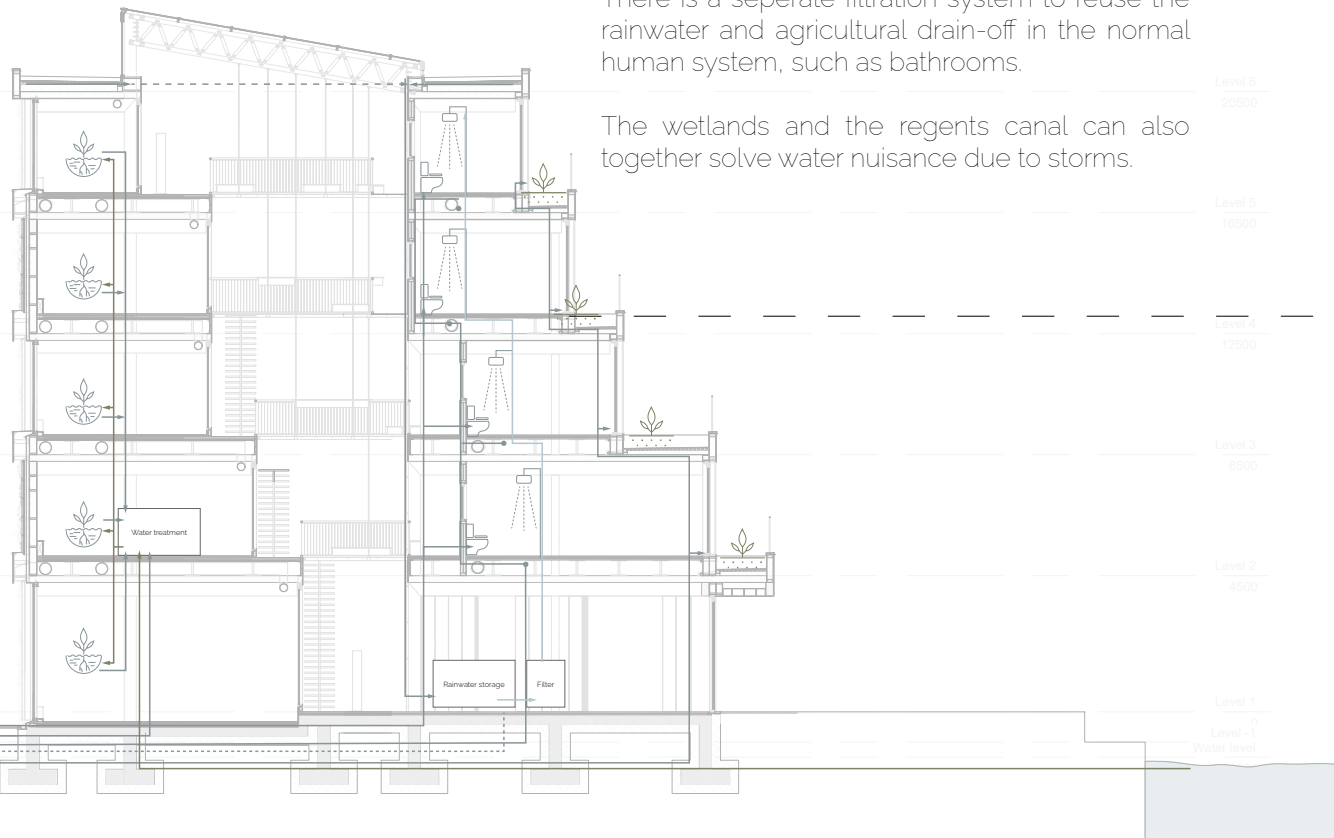 There is a seperate filtration system to reuse the
rainwater and agricultural drain-off in the normal
human system, such as bathrooms.
The wetlands and the regents canal can also
together solve water nuisance due to storms.
Level 6
20500
Level 5
16500
Level 4
12500
Level 3
8500
Level 2
4500
Level 1
0
Level -1
Water level
Water treatment
Rainwater storage
Filter